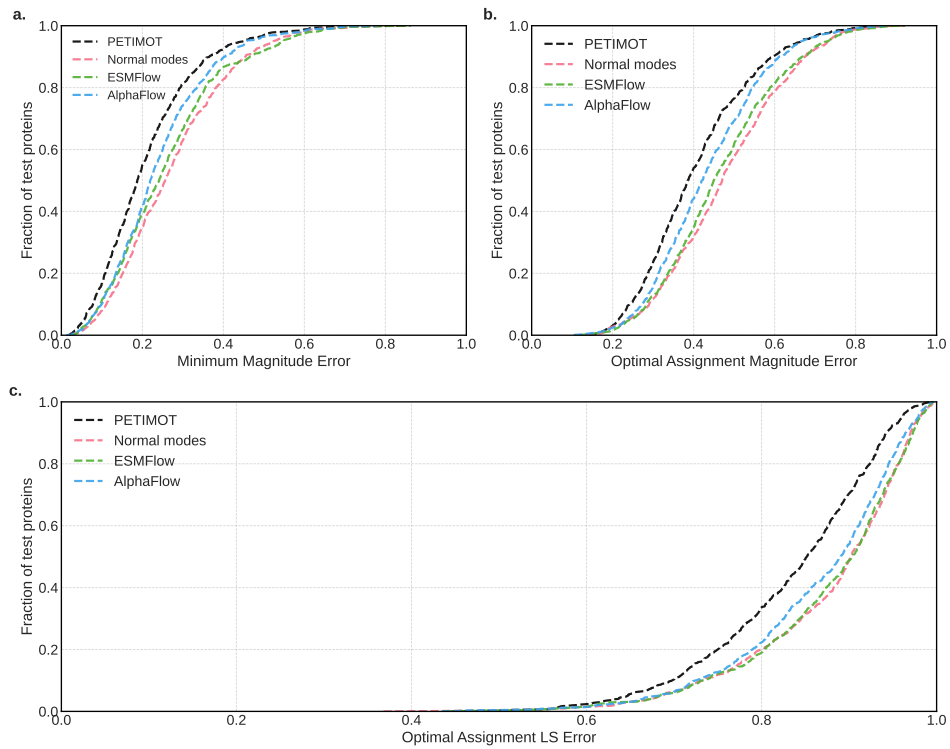 a.
1.0
0.8
0.6
0.4
0.2
0.0
Fraction of test proteins
PETIMOT
Normal modes
ESMFlow
AlphaFlow
0.0 0.2 0.4 0.6 0.8 1.0
Minimum Magnitude Error
b.
1.0
0.8
0.6
0.4
0.2
0.0
Fraction of test proteins
PETIMOT
Normal modes
ESMFlow
AlphaFlow
0.0 0.2 0.4 0.6 0.8 1.0
Optimal Assignment Magnitude Error
c.
1.0
0.8
0.6
0.4
0.2
0.0
Fraction of test proteins
PETIMOT
Normal modes
ESMFlow
AlphaFlow
0.0 0.2 0.4 0.6 0.8 1.0
Optimal Assignment LS Error